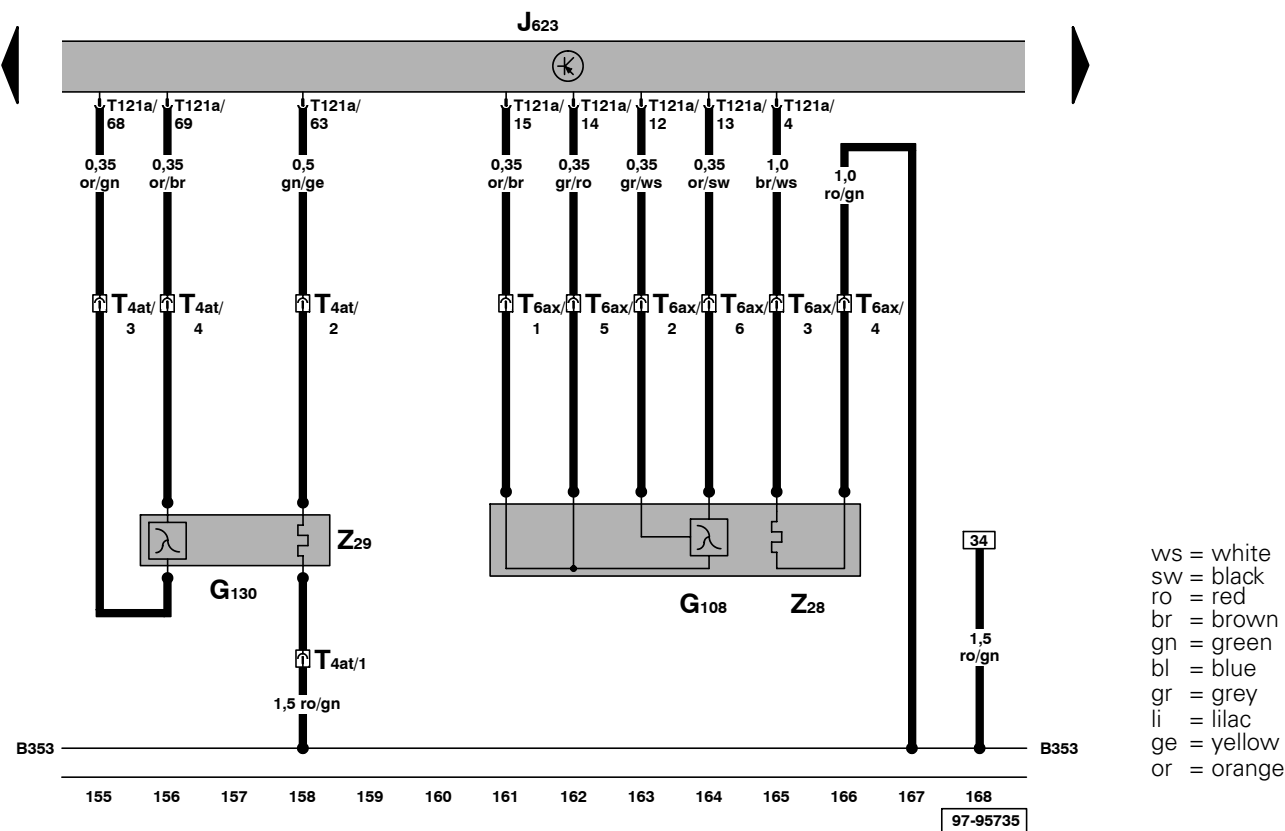 J623
T121a/ T121a/ T121a/ T121a/ T121a/ T121a/ T121a/ T121a/
68 69 63 15 14 12 13 4
0,35 0,35 0,5 0,35 0,35 0,35 0,35 1,0 1,0
or/gn or/br gn/ge or/br gr/ro gr/ws or/sw br/ws ro/gn
T4at/ T4at/ T4at/ T6ax/ T6ax/ T6ax/ T6ax/ T6ax/ T6ax/
3 4 2 1 5 2 6 3 4
34
Z29
G130
G108 Z28
1,5
ro/gn
T4at/1
1,5 ro/gn
B353 B353
155 156 157 158 159 160 161 162 163 164 165 166 167 168
97-95735
ws = white
sw = black
ro = red
br = brown
gn = green
bl = blue
gr = grey
li = lilac
ge = yellow
or = orange